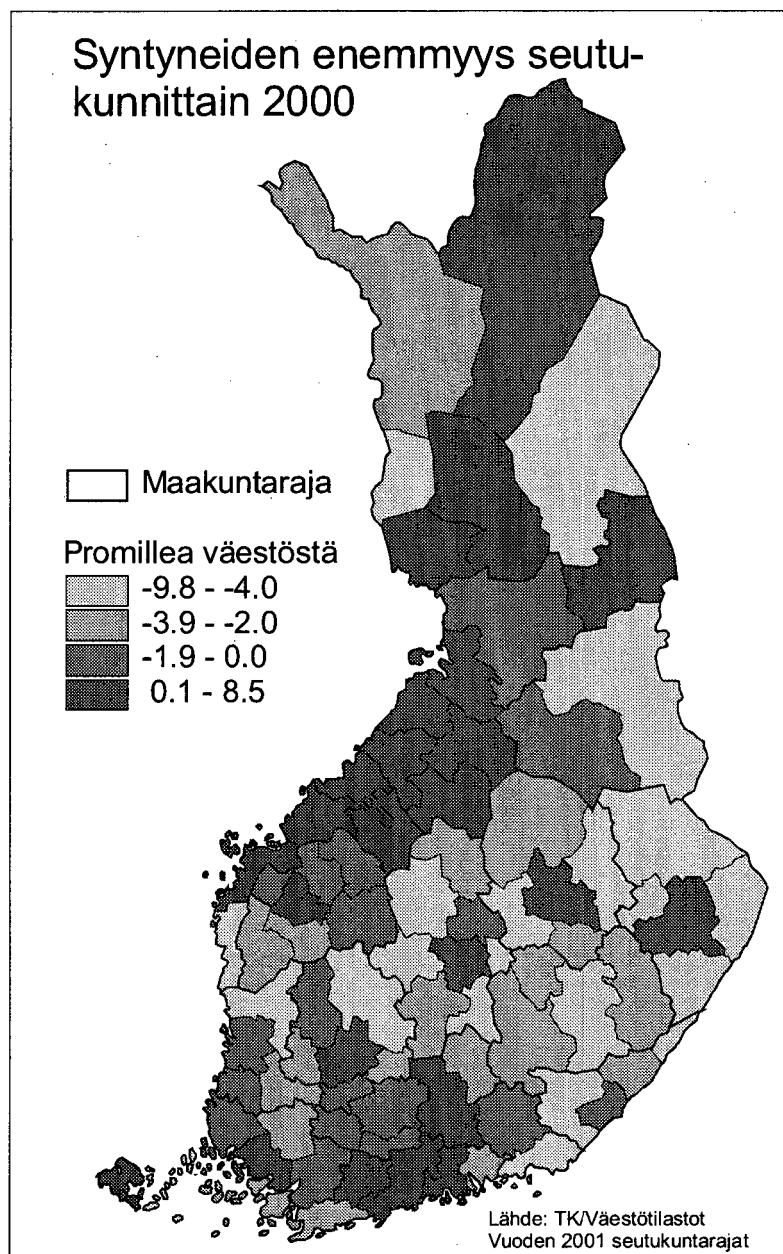 Syntyneiden enemmyys seutu-
kunnittain 2000
Maakuntaraja
Promillea väestöstä
-9.8 - -4.0
-3.9 - -2.0
-1.9 - 0.0
0.1 - 8.5
Lähde: TK/Väestötilastot
Vuoden 2001 seutukuntarajat